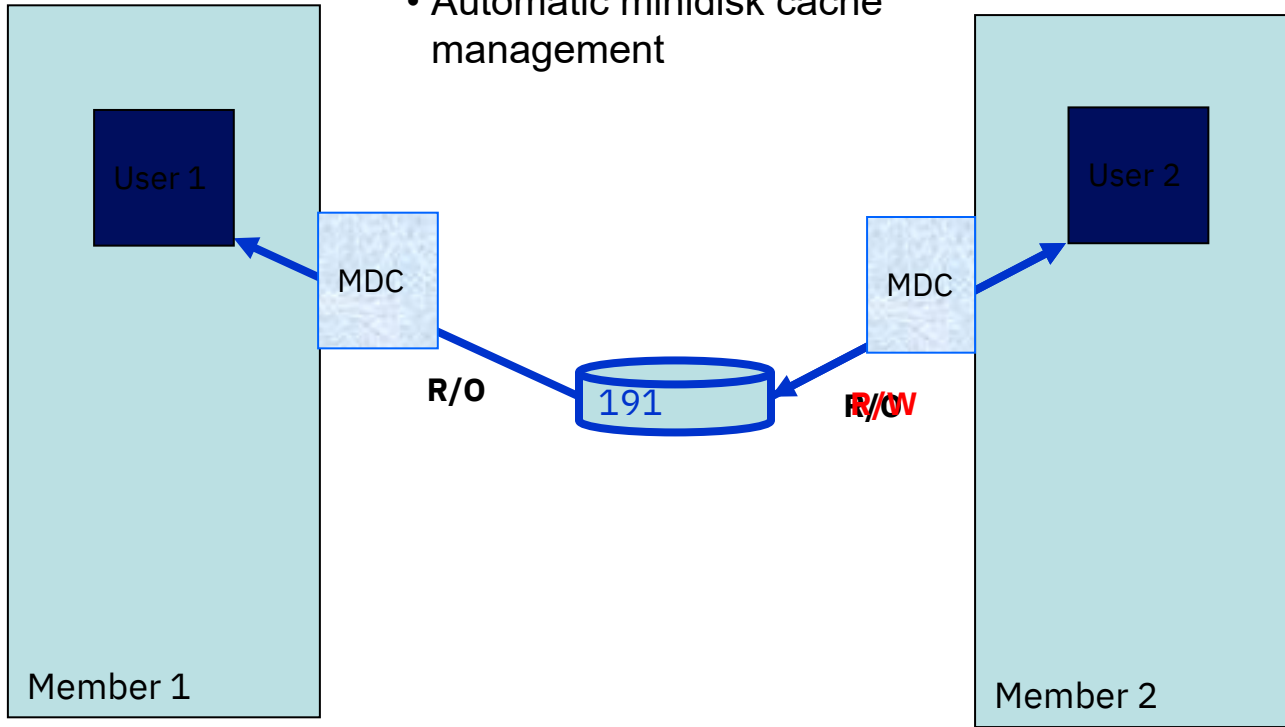 • Automatic minidisk cache
management
User 1
User 2
MDC
MDC
R/O
191
R/O
R/W
Member 1
Member 2